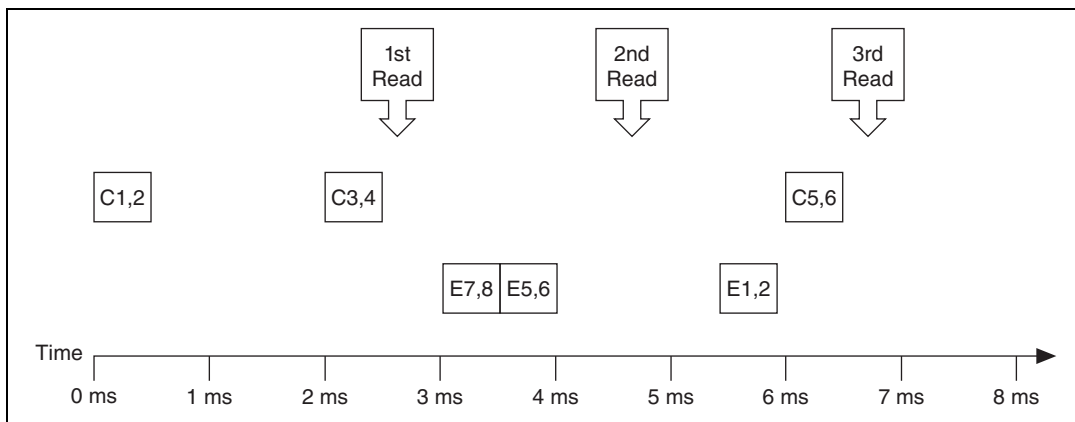 1st
Read
2nd
Read
3rd
Read
C1,2
C3,4
C5,6
E7,8
E5,6
E1,2
Time
0 ms
1 ms
2 ms
3 ms
4 ms
5 ms
6 ms
7 ms
8 ms